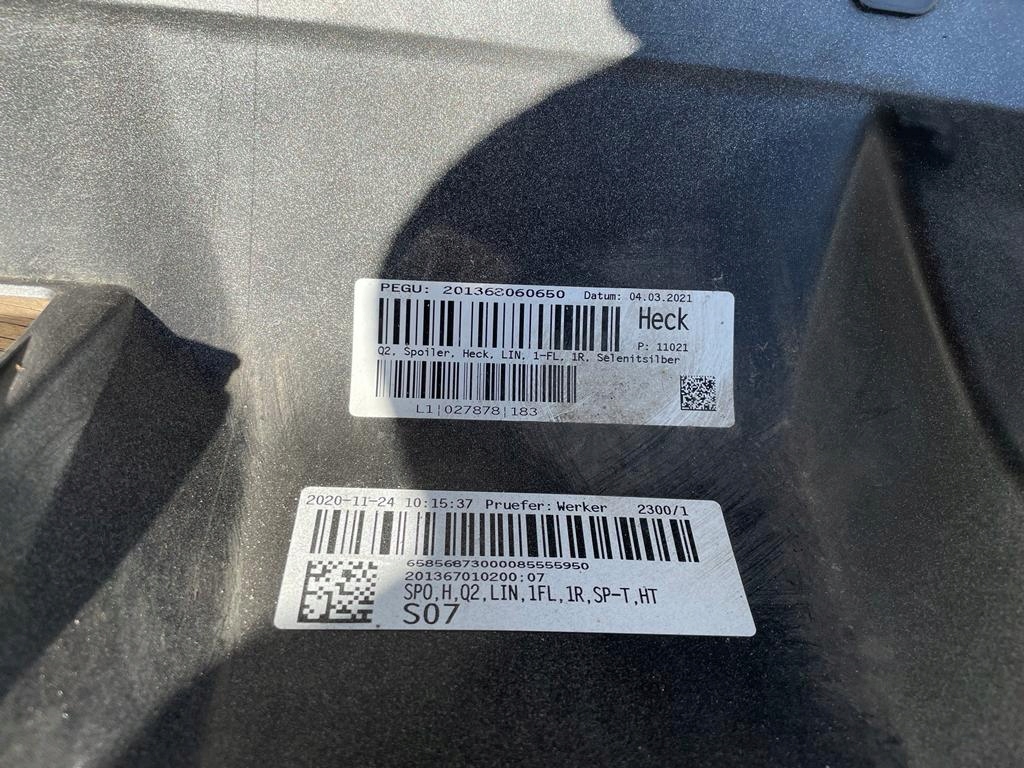 PEGU: 201368060650 Datum: 04.03.2021
Heck
P: 11021
Q2, Spoiler, Heck, LIN, 1-FL, 1R, Selenitsilber
L1|027878|183
2020-11-24 10:15:37 Pruefer:Werker 2300/1
65856873000085555950
201367010200:07
SPO,H,Q2,LIN,1FL,1R,SP-T,HT
S07